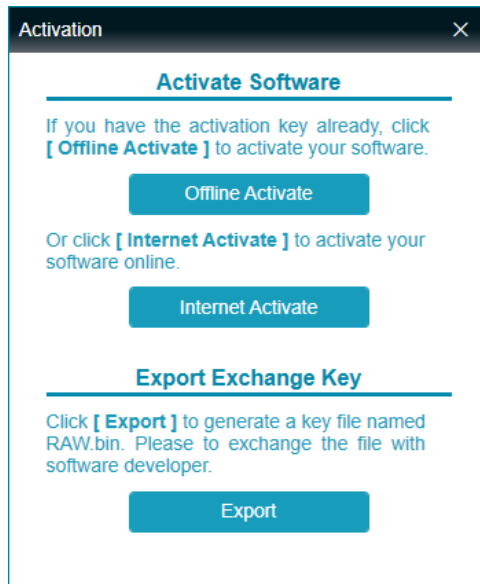 Activation
Activate Software
If you have the activation key already, click
[ Offline Activate ] to activate your software.
Offline Activate
Or click [ Internet Activate ] to activate your
software online.
Internet Activate
Export Exchange Key
Click [ Export ] to generate a key file named
RAW.bin. Please to exchange the file with
software developer.
Export